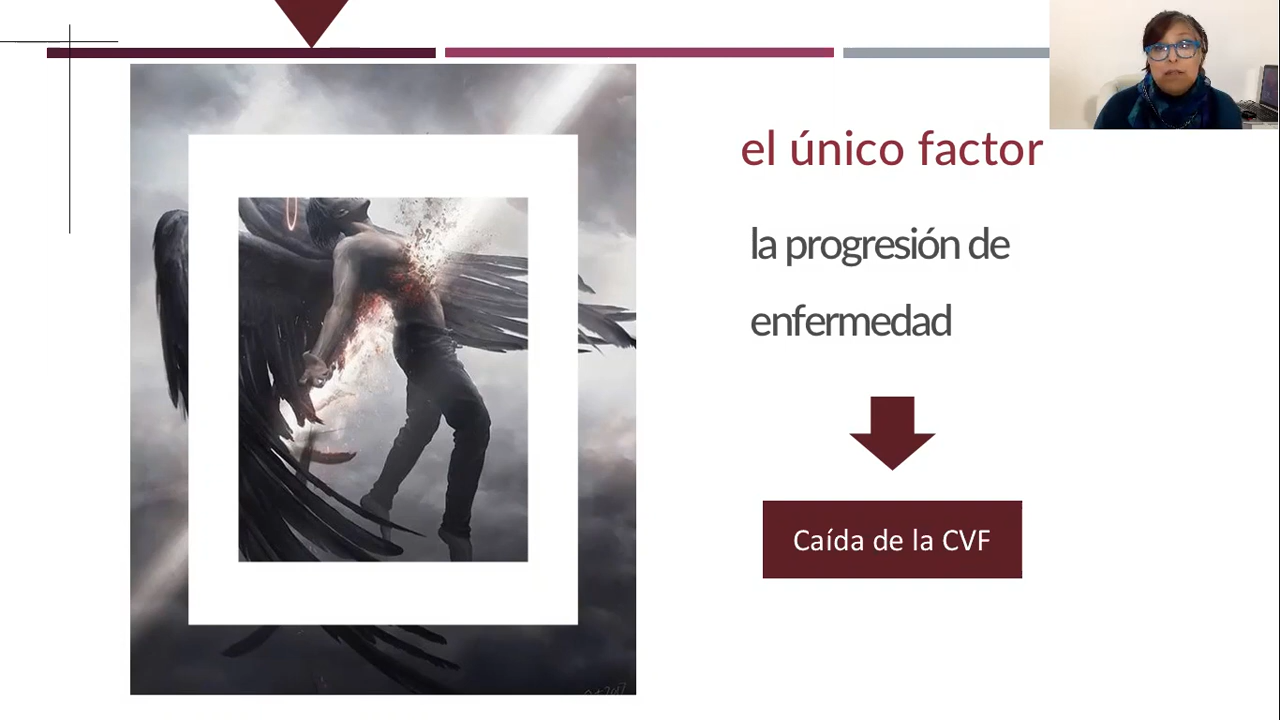 el único factor
la progresión de
enfermedad
Caída de la CVF